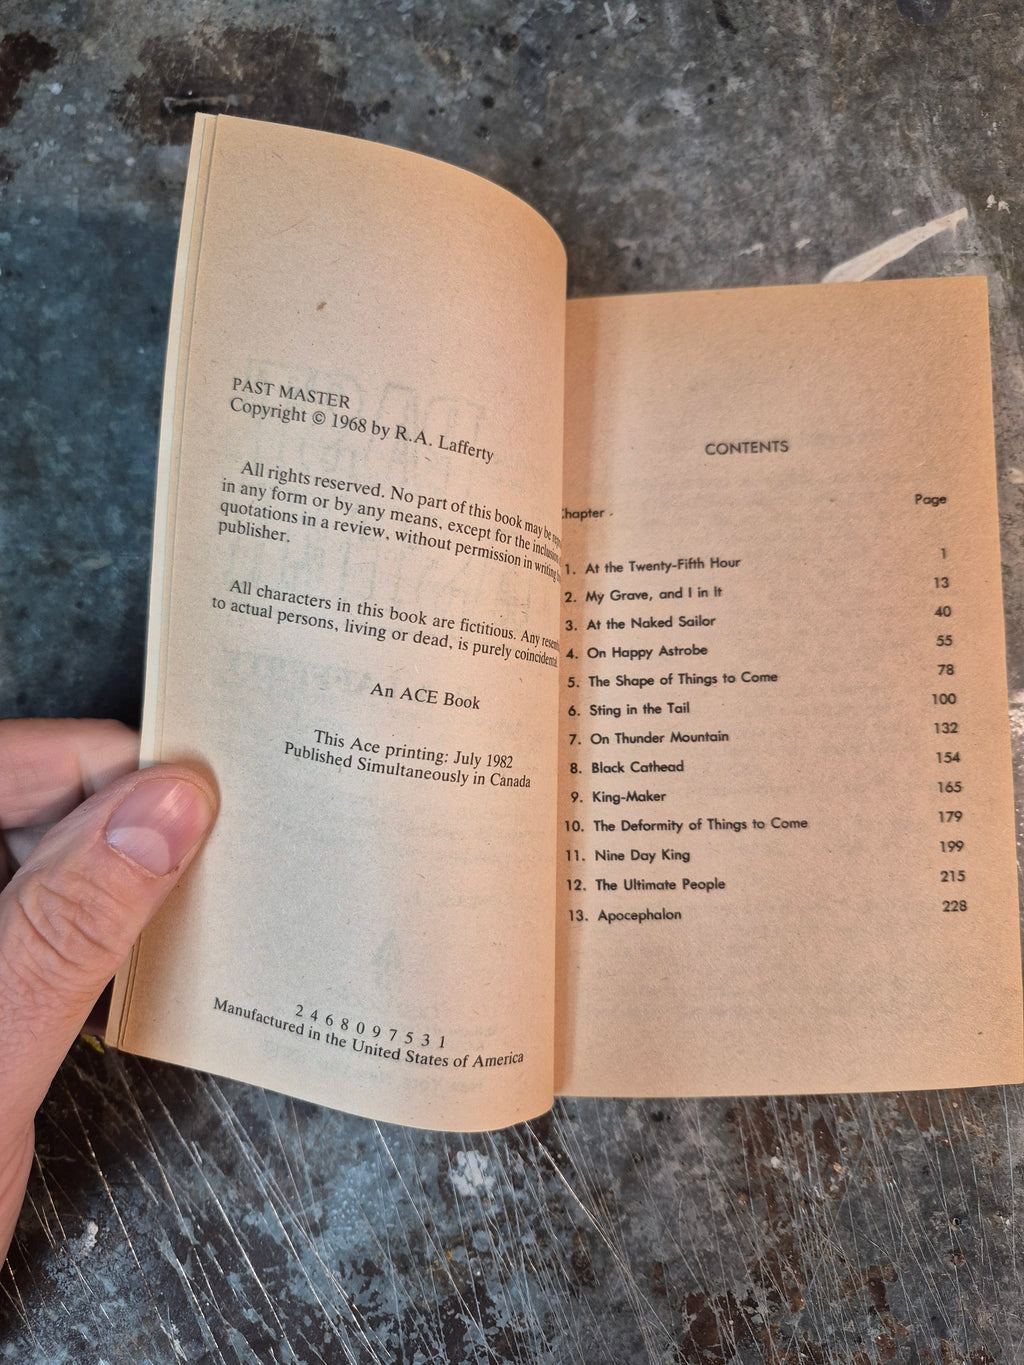 PAST MASTER
Copyright © 1968 by R.A. Lafferty
All rights reserved. No part of this book may be
in any form or by any means, except for the
quotations in a review, without permission in writing
publisher.
All characters in this book are fictitious. Any
to actual persons, living or dead, is purely coincidental
An ACE Book
This Ace printing: July 1982
Published Simultaneously in Canada
2 4 6 8 0 9 7 5 3 1
Manufactured in the United States of America
CONTENTS
Chapter Page
1. At the Twenty-Fifth Hour 1
2. My Grave, and I in It 13
3. At the Naked Sailor 40
4. On Happy Astrobe 55
5. The Shape of Things to Come 78
6. Sting in the Tail 100
7. On Thunder Mountain 132
8. Black Cathead 154
9. King-Maker 165
10. The Deformity of Things to Come 179
11. Nine Day King 199
12. The Ultimate People 215
13. Apocephalon 228